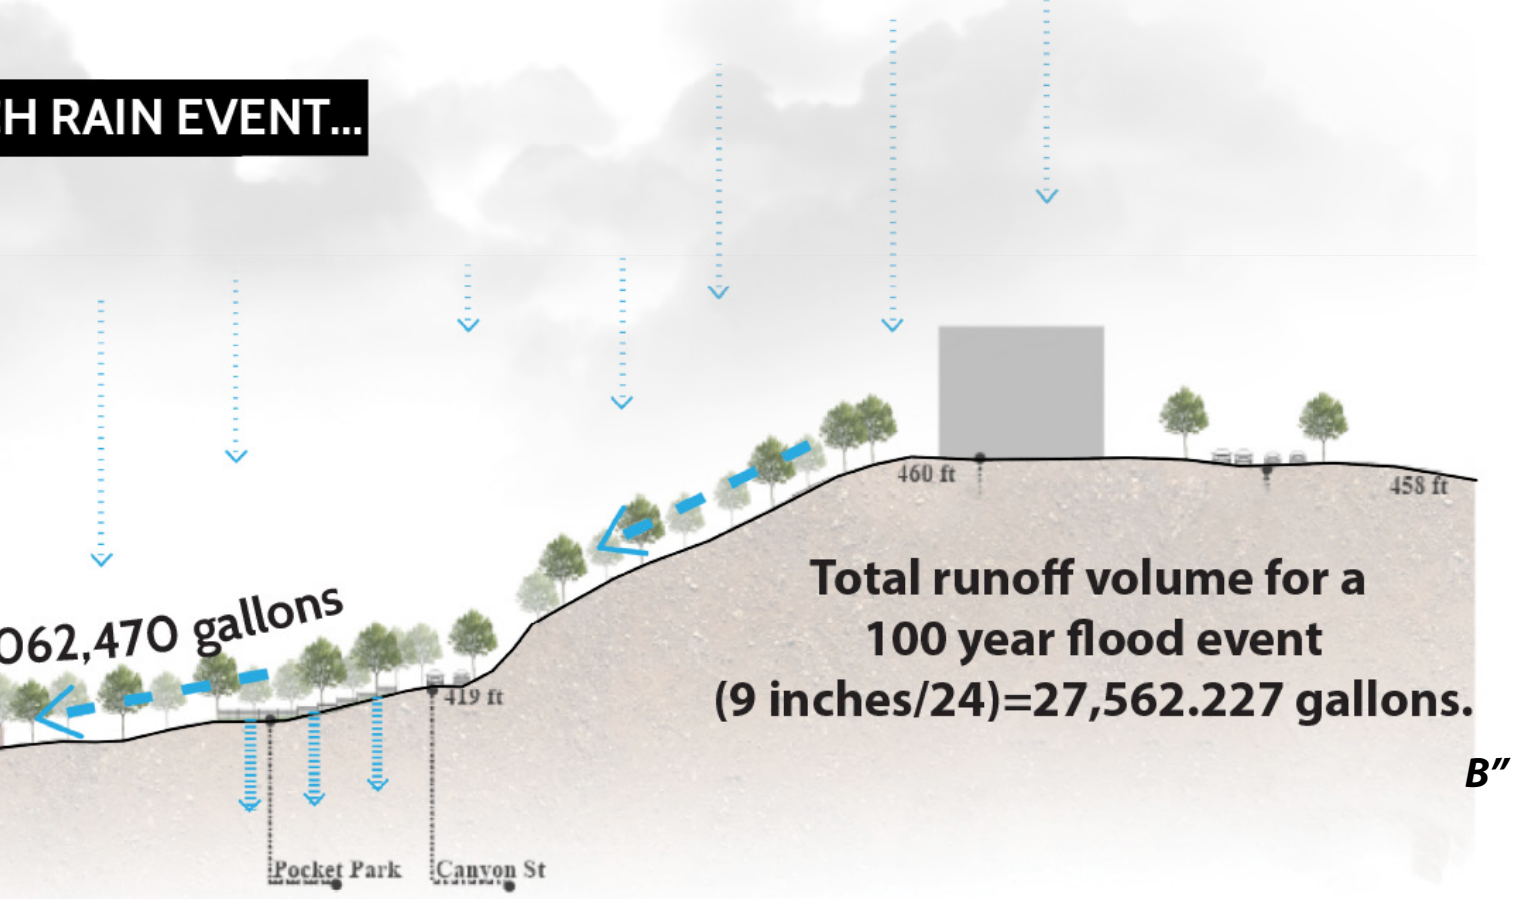 CH RAIN EVENT...
460 ft
458 ft
Total runoff volume for a
100 year flood event
(9 inches/24)=27,562.227 gallons.
062,470 gallons
419 ft
B″
Pocket Park
Canyon St